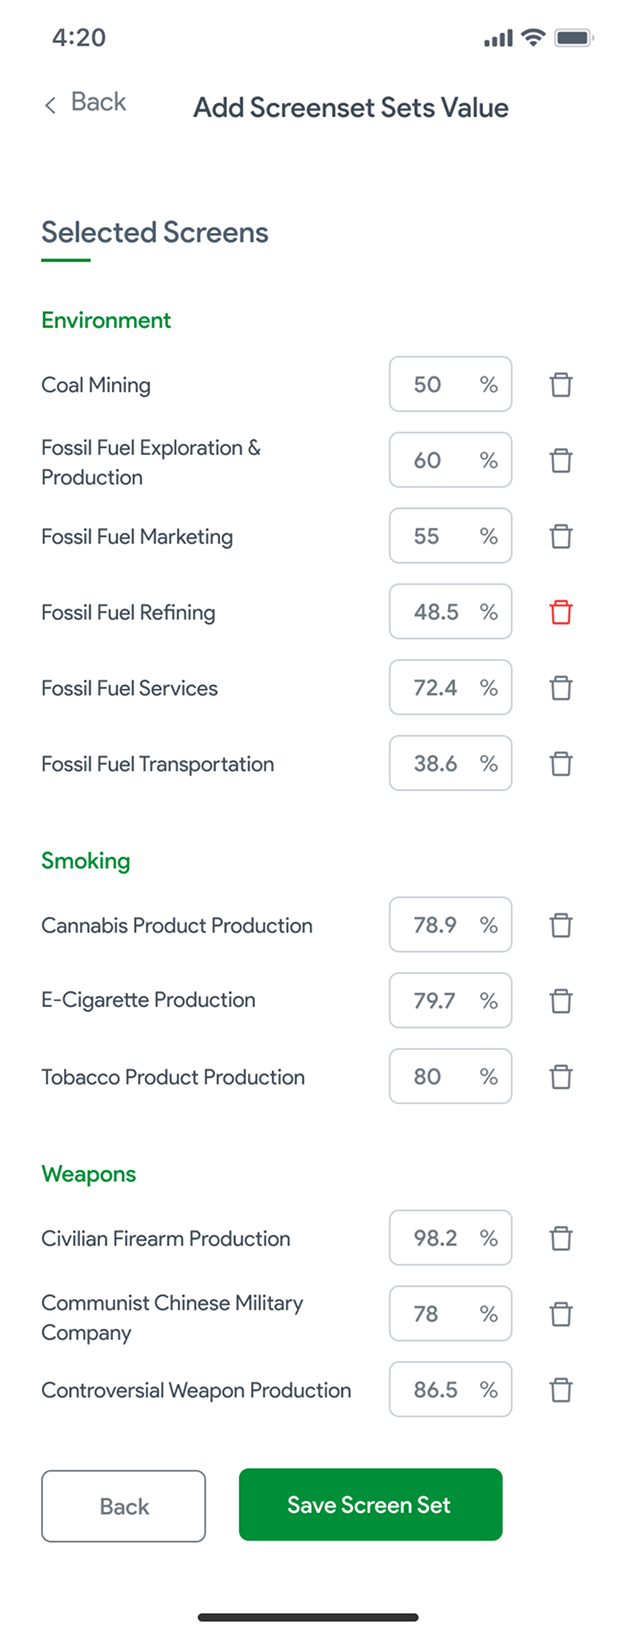 4:20
Back
Add Screenset Sets Value
Selected Screens
Environment
Coal Mining 50 %
Fossil Fuel Exploration &
Production 60 %
Fossil Fuel Marketing 55 %
Fossil Fuel Refining 48.5 %
Fossil Fuel Services 72.4 %
Fossil Fuel Transportation 38.6 %
Smoking
Cannabis Product Production 78.9 %
E-Cigarette Production 79.7 %
Tobacco Product Production 80 %
Weapons
Civilian Firearm Production 98.2 %
Communist Chinese Military
Company 78 %
Controversial Weapon Production 86.5 %
Back
Save Screen Set